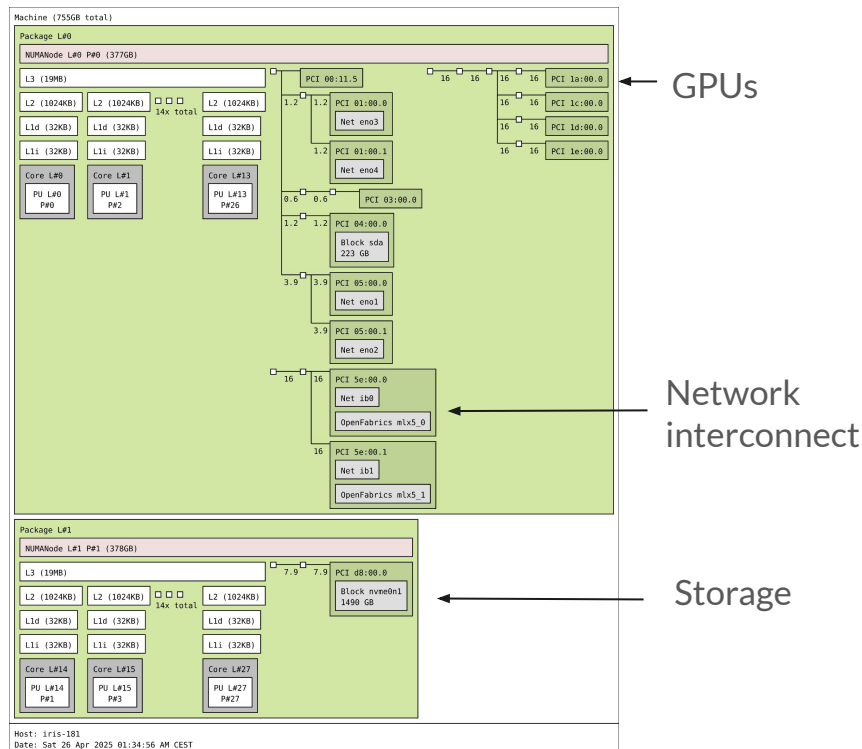 Machine (755GB total)
Package L#0
NUMANode L#0 P#0 (377GB)
L3 (19MB)
L2 (1024KB) L2 (1024KB) 14x total L2 (1024KB)
L1d (32KB) L1d (32KB) L1d (32KB)
L1i (32KB) L1i (32KB) L1i (32KB)
Core L#0 Core L#1 Core L#13
PU L#0 PU L#1 PU L#13
P#0 P#2 P#26
PCI 00:11.5
1.2 1.2 PCI 01:00.0
Net eno3
1.2 PCI 01:00.1
Net eno4
0.6 0.6 PCI 03:00.0
1.2 1.2 PCI 04:00.0
Block sda
223 GB
3.9 3.9 PCI 05:00.0
Net eno1
3.9 PCI 05:00.1
Net eno2
16 16 PCI 5e:00.0
Net ib0
OpenFabrics mlx5_0
16 PCI 5e:00.1
Net ib1
OpenFabrics mlx5_1
16 16 16 16 PCI 1a:00.0
16 16 PCI 1c:00.0
16 16 PCI 1d:00.0
16 16 PCI 1e:00.0
GPUs
Network
interconnect
Package L#1
NUMANode L#1 P#1 (378GB)
L3 (19MB)
L2 (1024KB) L2 (1024KB) 14x total L2 (1024KB)
L1d (32KB) L1d (32KB) L1d (32KB)
L1i (32KB) L1i (32KB) L1i (32KB)
Core L#14 Core L#15 Core L#27
PU L#14 PU L#15 PU L#27
P#1 P#3 P#27
7.9 7.9 PCI d8:00.0
Block nvme0n1
1490 GB
Storage
Host: iris-181
Date: Sat 26 Apr 2025 01:34:56 AM CEST